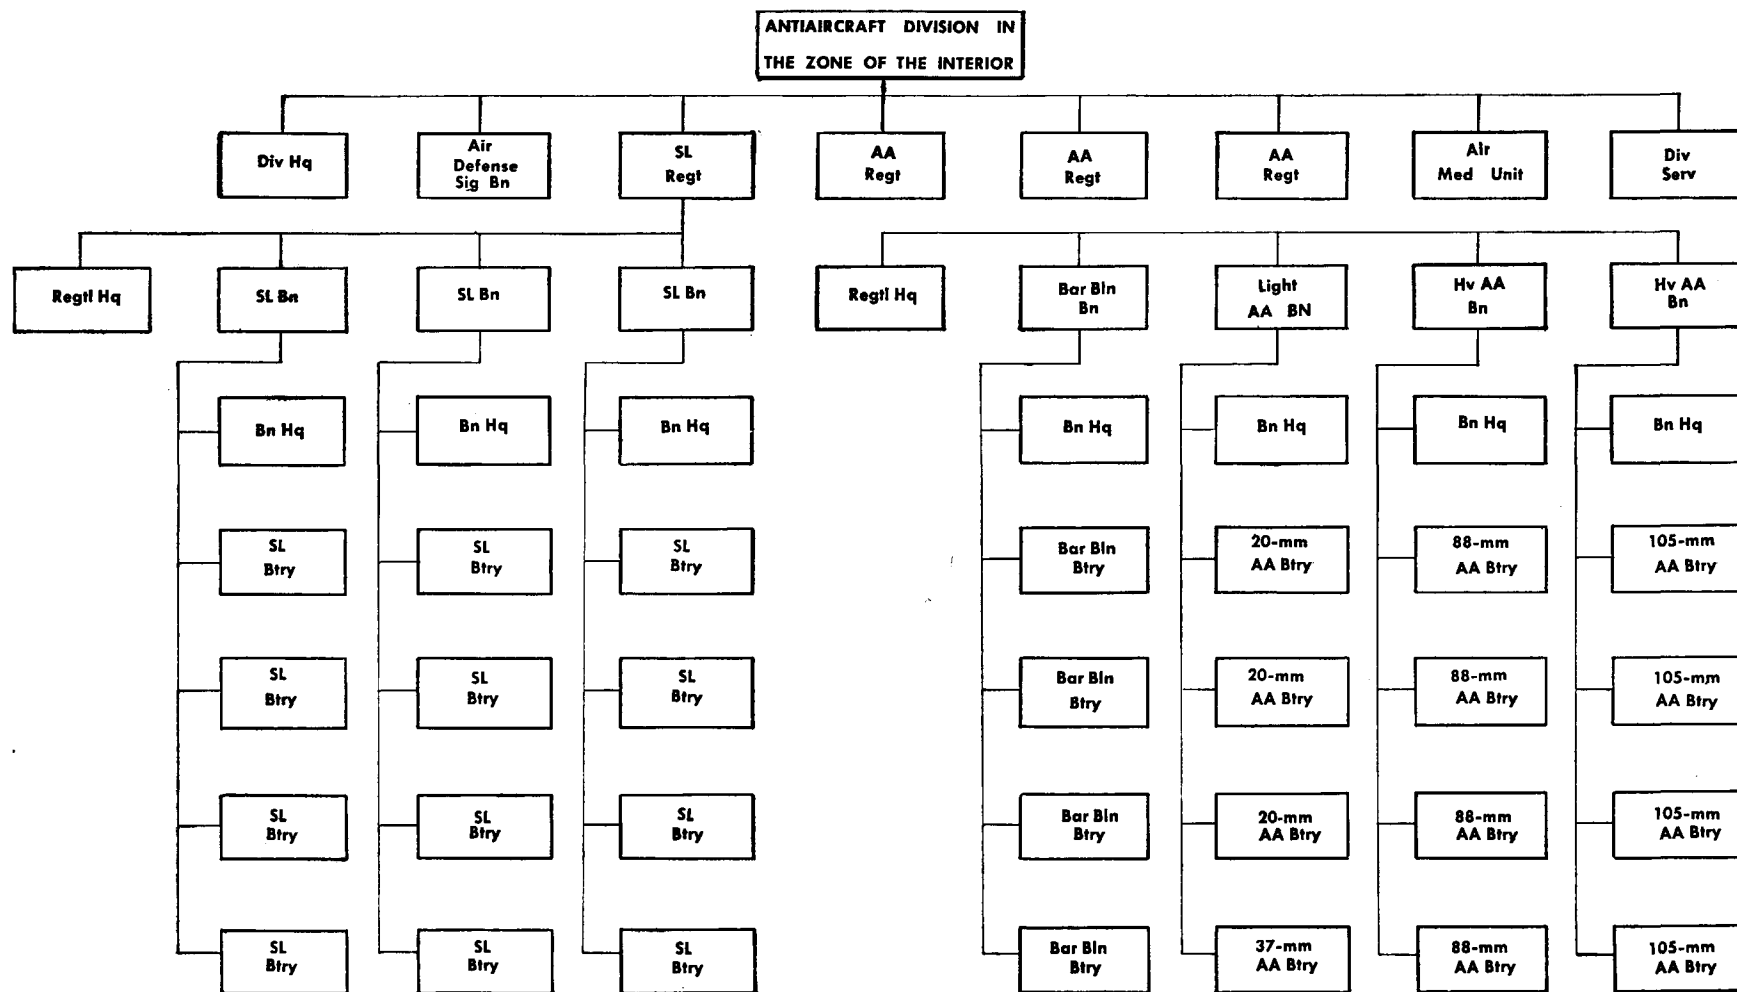 ANTIAIRCRAFT DIVISION IN
THE ZONE OF THE INTERIOR
Div Hq
Air
Defense
Sig Bn
SL
Regt
AA
Regt
AA
Regt
AA
Regt
Air
Med Unit
Div
Serv
Regtl Hq
SL Bn
SL Bn
SL Bn
Regtl Hq
Bar Bln
Bn
Light
AA BN
Hv AA
Bn
Hv AA
Bn
Bn Hq
Bn Hq
Bn Hq
Bn Hq
Bn Hq
Bn Hq
Bn Hq
SL
Btry
SL
Btry
SL
Btry
Bar Bln
Btry
20-mm
AA Btry
88-mm
AA Btry
105-mm
AA Btry
SL
Btry
SL
Btry
SL
Btry
Bar Bln
Btry
20-mm
AA Btry
88-mm
AA Btry
105-mm
AA Btry
SL
Btry
SL
Btry
SL
Btry
Bar Bln
Btry
20-mm
AA Btry
88-mm
AA Btry
105-mm
AA Btry
SL
Btry
SL
Btry
SL
Btry
Bar Bln
Btry
37-mm
AA Btry
88-mm
AA Btry
105-mm
AA Btry